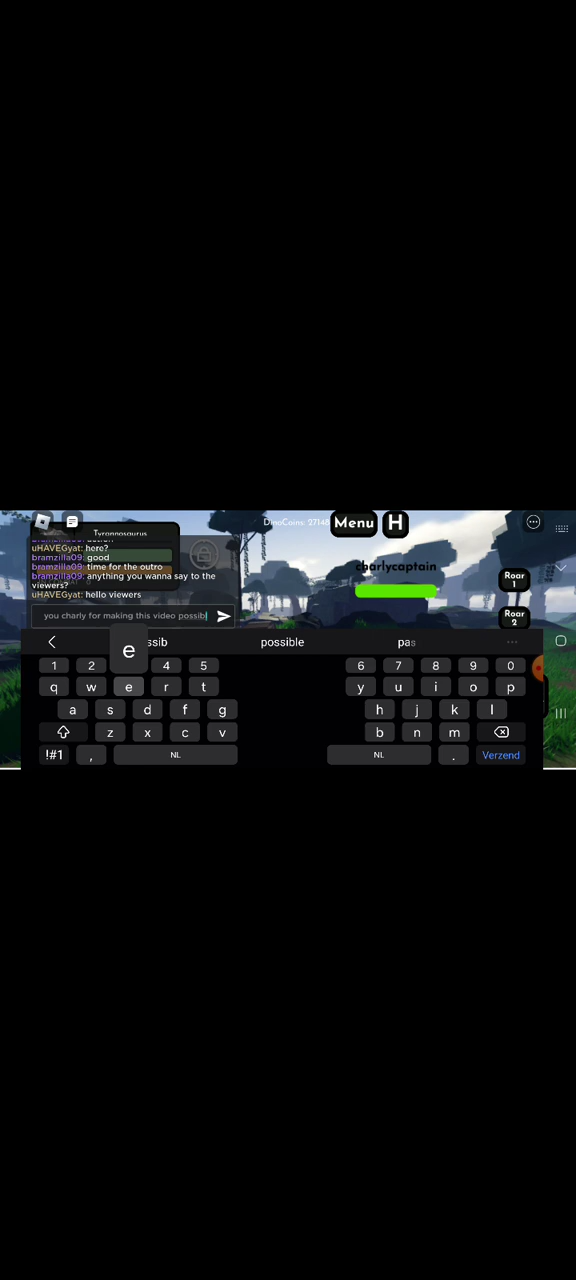 DinoCoins: 27148
Menu
H
Tyrannosaurus
uHAVEGyat: here?
bramzilla09: good
bramzilla09: time for the outro
bramzilla09: anything you wanna say to the
viewers?
uHAVEGyat: hello viewers
charlycaptain
Roar
1
Roar
2
you charly for making this video possibl
ssib
possible
pas
e
1 2 4 5 6 7 8 9 0
q w e r t y u i o p
a s d f g h j k l
z x c v b n m
!#1 , NL NL . Verzend